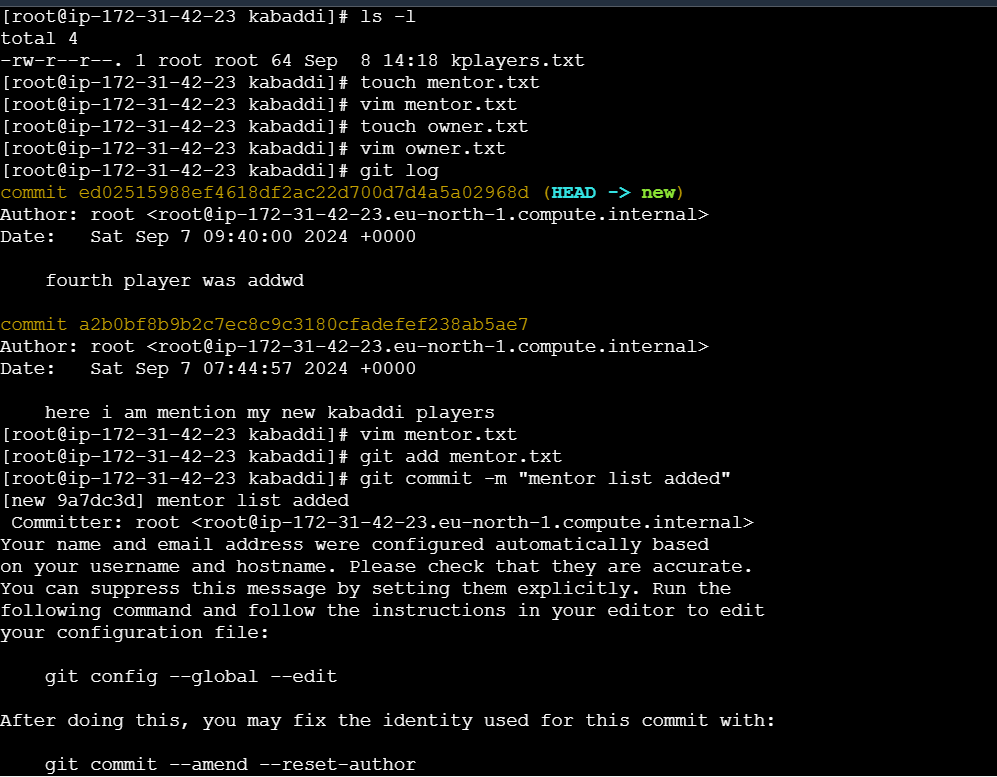 [root@ip-172-31-42-23 kabaddi]# ls -l
total 4
-rw-r--r--. 1 root root 64 Sep  8 14:18 kplayers.txt
[root@ip-172-31-42-23 kabaddi]# touch mentor.txt
[root@ip-172-31-42-23 kabaddi]# vim mentor.txt
[root@ip-172-31-42-23 kabaddi]# touch owner.txt
[root@ip-172-31-42-23 kabaddi]# vim owner.txt
[root@ip-172-31-42-23 kabaddi]# git log
commit ed02515988ef4618df2ac22d700d7d4a5a02968d (HEAD -> new)
Author: root <root@ip-172-31-42-23.eu-north-1.compute.internal>
Date:   Sat Sep 7 09:40:00 2024 +0000

    fourth player was addwd

commit a2b0bf8b9b2c7ec8c9c3180cfadefef238ab5ae7
Author: root <root@ip-172-31-42-23.eu-north-1.compute.internal>
Date:   Sat Sep 7 07:44:57 2024 +0000

    here i am mention my new kabaddi players
[root@ip-172-31-42-23 kabaddi]# vim mentor.txt
[root@ip-172-31-42-23 kabaddi]# git add mentor.txt
[root@ip-172-31-42-23 kabaddi]# git commit -m "mentor list added"
[new 9a7dc3d] mentor list added
 Committer: root <root@ip-172-31-42-23.eu-north-1.compute.internal>
Your name and email address were configured automatically based
on your username and hostname. Please check that they are accurate.
You can suppress this message by setting them explicitly. Run the
following command and follow the instructions in your editor to edit
your configuration file:

    git config --global --edit

After doing this, you may fix the identity used for this commit with:

    git commit --amend --reset-author